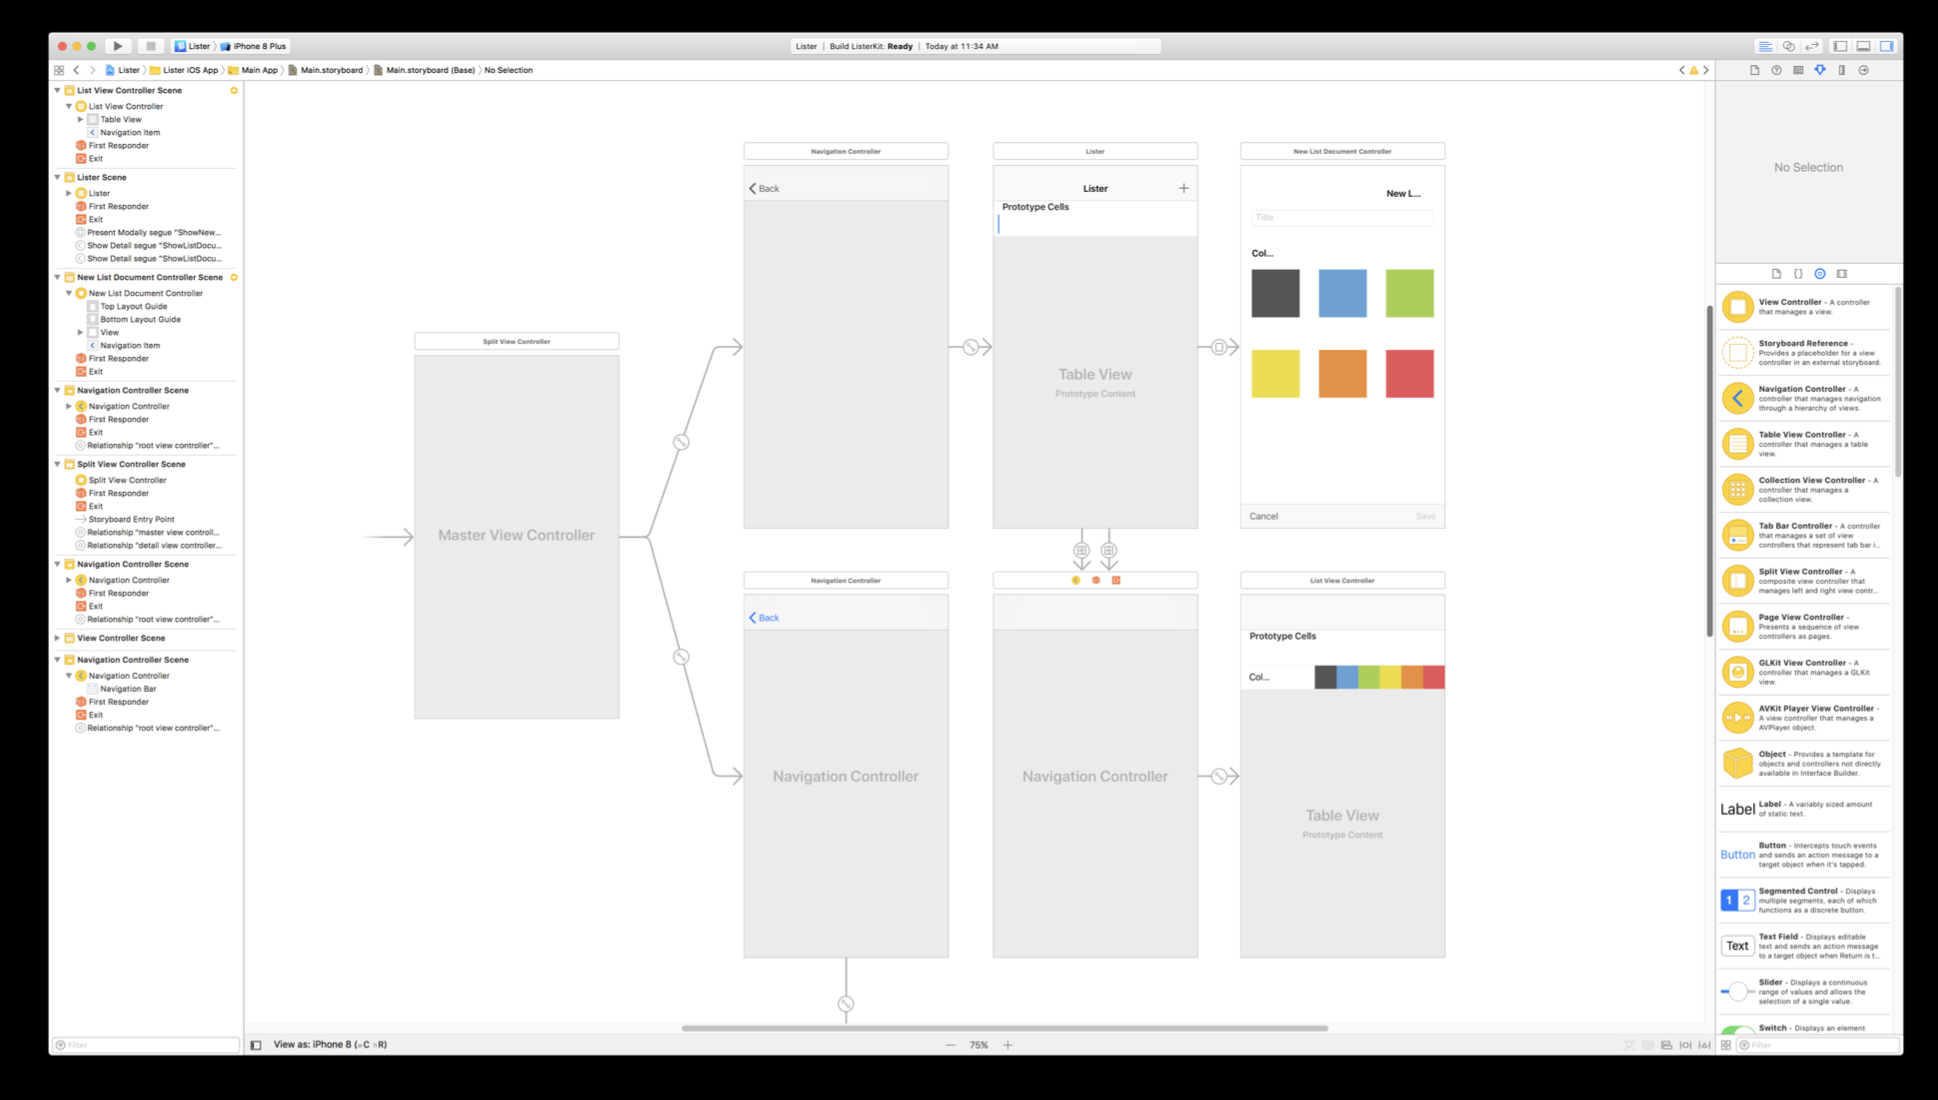 Lister
iPhone 8 Plus
Lister | Build ListerKit: Ready | Today at 11:34 AM
Lister
Lister iOS App
Main App
Main.storyboard
Main.storyboard (Base)
No Selection
List View Controller Scene
List View Controller
Table View
Navigation Item
First Responder
Exit
Lister Scene
Lister
First Responder
Exit
Present Modally segue "ShowNew...
Show Detail segue "ShowListDocu...
Show Detail segue "ShowListDocu...
New List Document Controller Scene
New List Document Controller
Top Layout Guide
Bottom Layout Guide
View
Navigation Item
First Responder
Exit
Navigation Controller Scene
Navigation Controller
First Responder
Exit
Relationship "root view controller"...
Split View Controller Scene
Split View Controller
First Responder
Exit
Storyboard Entry Point
Relationship "master view controll...
Relationship "detail view controller...
Navigation Controller Scene
Navigation Controller
First Responder
Exit
Relationship "root view controller"...
View Controller Scene
Navigation Controller Scene
Navigation Controller
Navigation Bar
First Responder
Exit
Relationship "root view controller"...
Filter
Split View Controller
Master View Controller
Navigation Controller
Back
Lister
Lister
Prototype Cells
Table View
Prototype Content
New List Document Controller
New L...
Title
Col...
Cancel
Save
Navigation Controller
Back
Navigation Controller
Navigation Controller
List View Controller
Prototype Cells
Col...
Table View
Prototype Content
View as: iPhone 8 (wC hR)
75%
No Selection
View Controller - A controller
that manages a view.
Storyboard Reference -
Provides a placeholder for a view
controller in an external storyboard.
Navigation Controller - A
controller that manages navigation
through a hierarchy of views.
Table View Controller - A
controller that manages a table
view.
Collection View Controller - A
controller that manages a
collection view.
Tab Bar Controller - A controller
that manages a set of view
controllers that represent tab bar i...
Split View Controller - A
composite view controller that
manages left and right view contr...
Page View Controller -
Presents a sequence of view
controllers as pages.
GLKit View Controller - A
controller that manages a GLKit
view.
AVKit Player View Controller -
A view controller that manages a
AVPlayer object.
Object - Provides a template for
objects and controllers not directly
available in Interface Builder.
Label
Label - A variably sized amount
of static text.
Button
Button - Intercepts touch events
and sends an action message to a
target object when it's tapped.
1 2
Segmented Control - Displays
multiple segments, each of which
functions as a discrete button.
Text
Text Field - Displays editable
text and sends an action message
to a target object when Return is t...
Slider - Displays a continuous
range of values and allows the
selection of a single value.
Switch - Displays an element
Filter